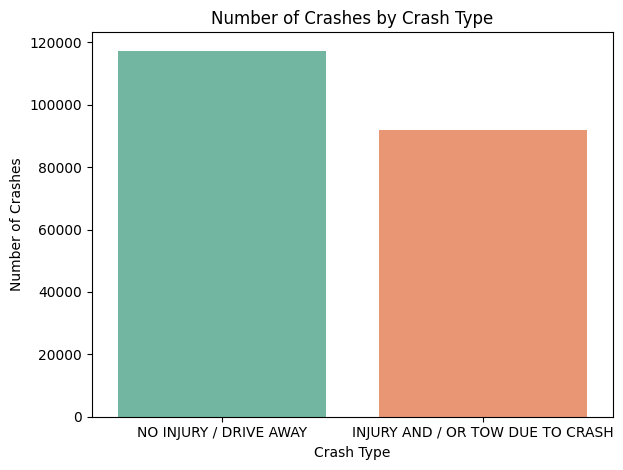 Number of Crashes by Crash Type
120000
100000
80000
60000
40000
20000
0
Number of Crashes
NO INJURY / DRIVE AWAY
INJURY AND / OR TOW DUE TO CRASH
Crash Type